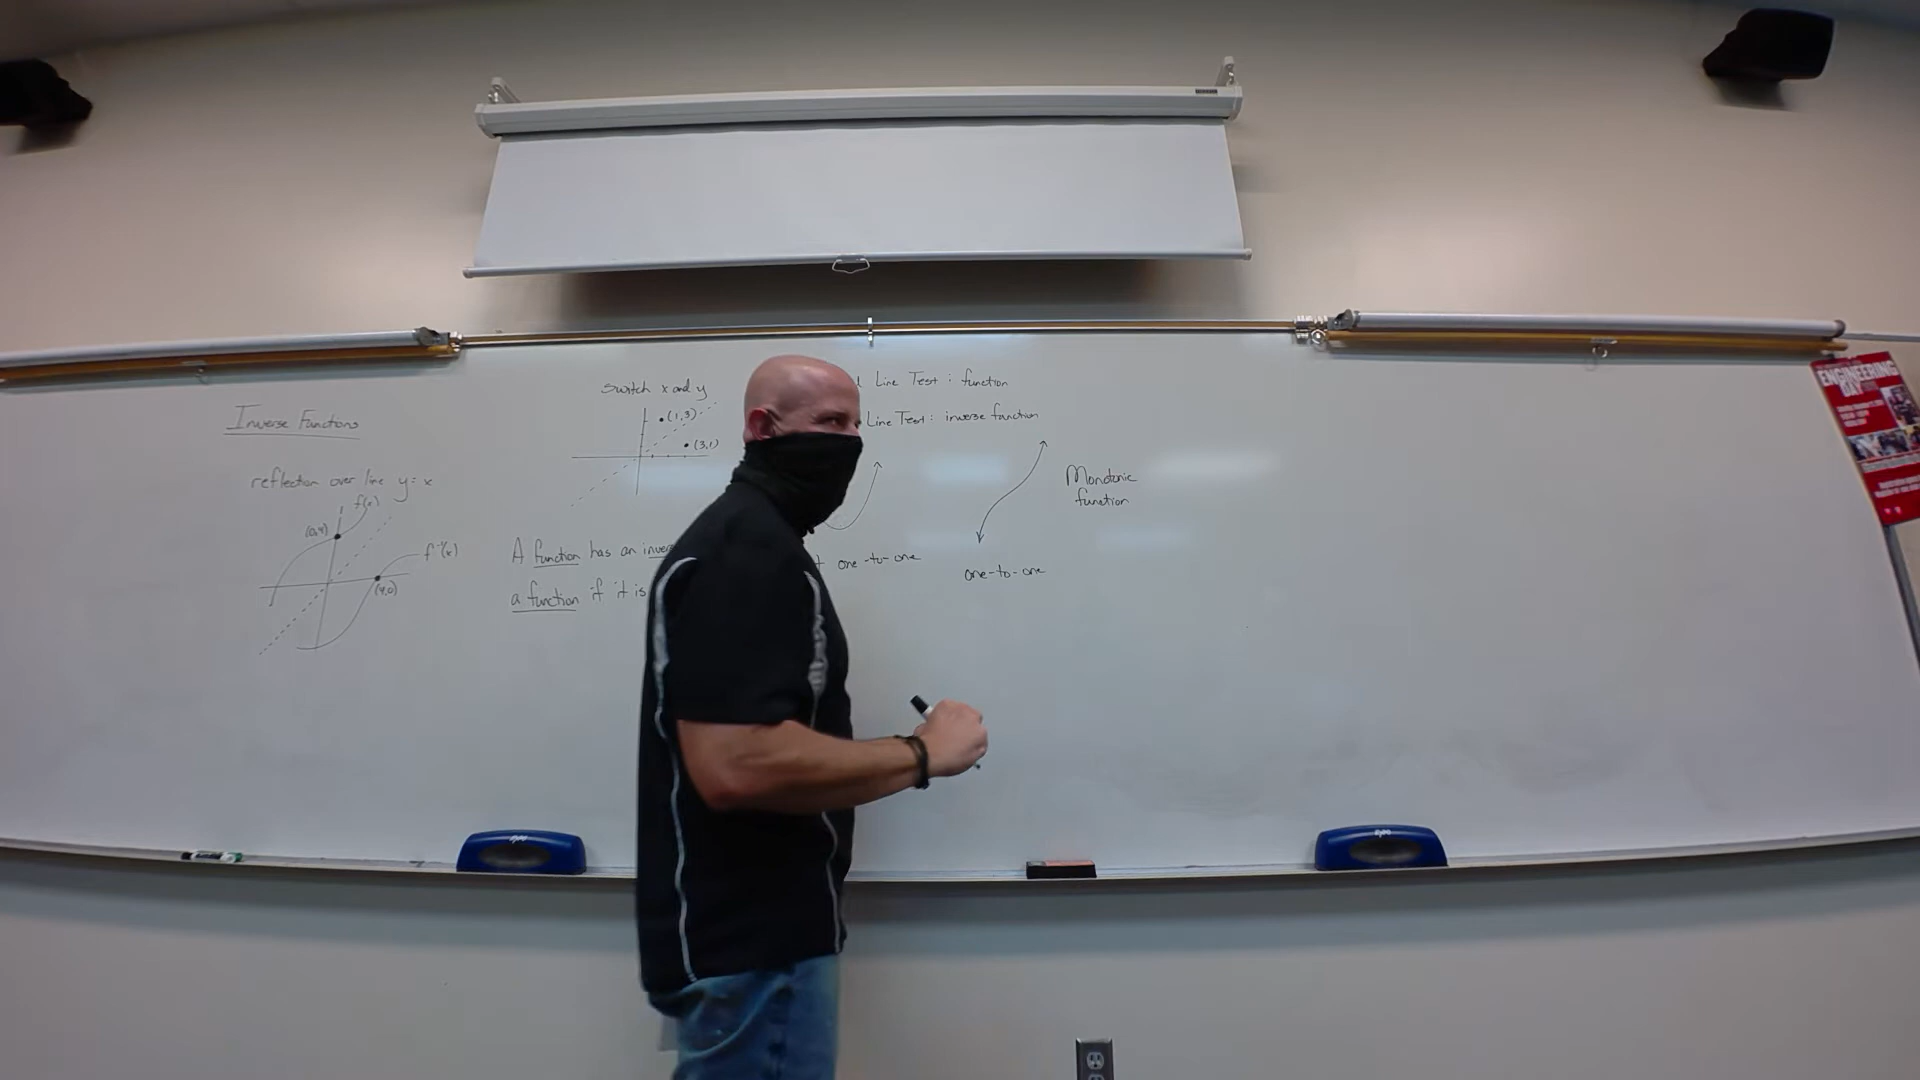 Inverse Functions
reflection over line y = x
f(x)
(0,4)
f⁻¹(x)
(4,0)
switch x and y
(1,3)
(3,1)
A function has an
a function if it is
Line Test : function
Line Test : inverse function
one-to-one
one-to-one
Monotonic
function
ENGINEERING
DAY